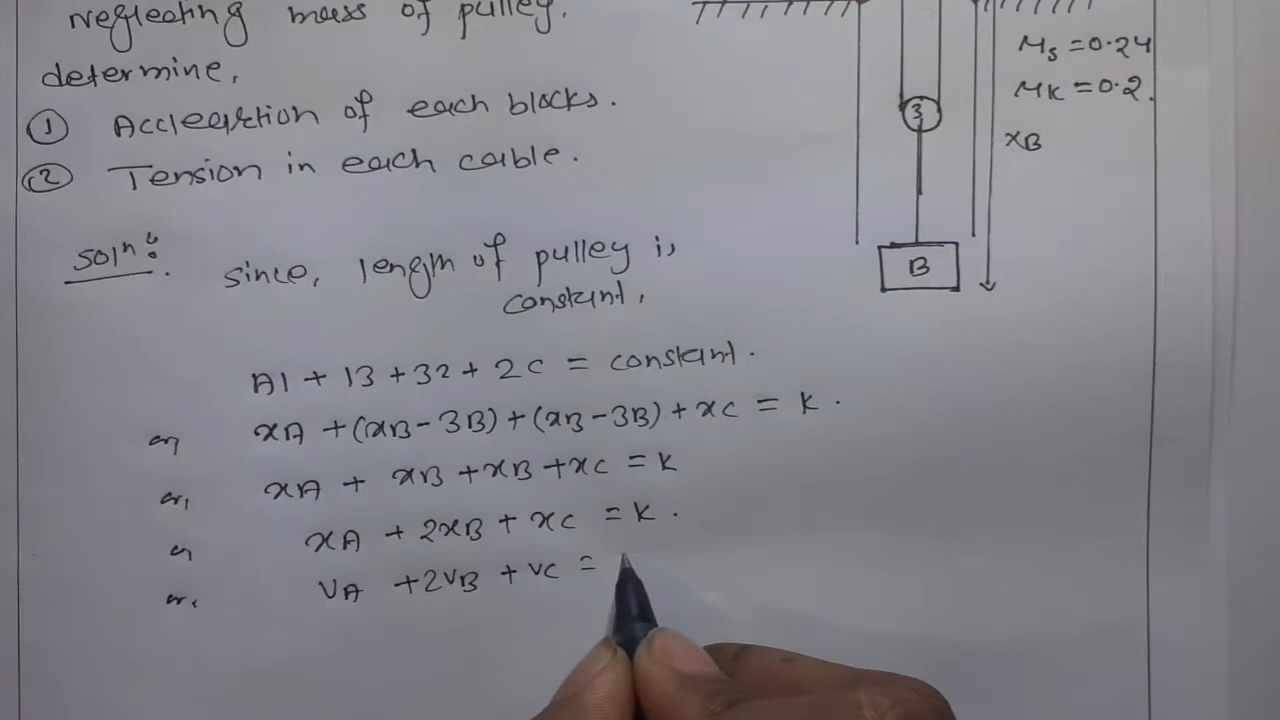 neglecting mass of pulley.
determine,
① Acclearction of each blocks.
② Tension in each cable.
Ms = 0.24
MK = 0.2.
xB
3
B
Soln:
since, length of pulley is
constant,
A1 + 13 + 32 + 2C = constant.
or, xA + (xB - 3B) + (xB - 3B) + xC = K.
or, xA + xB + xB + xC = K
or, xA + 2xB + xC = K.
or, VA + 2VB + VC =